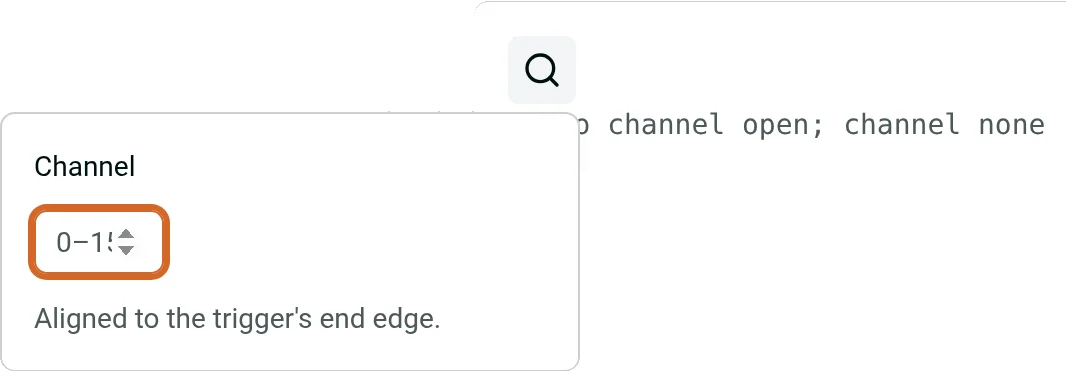 channel open; channel none
Channel
Aligned to the trigger's end edge.